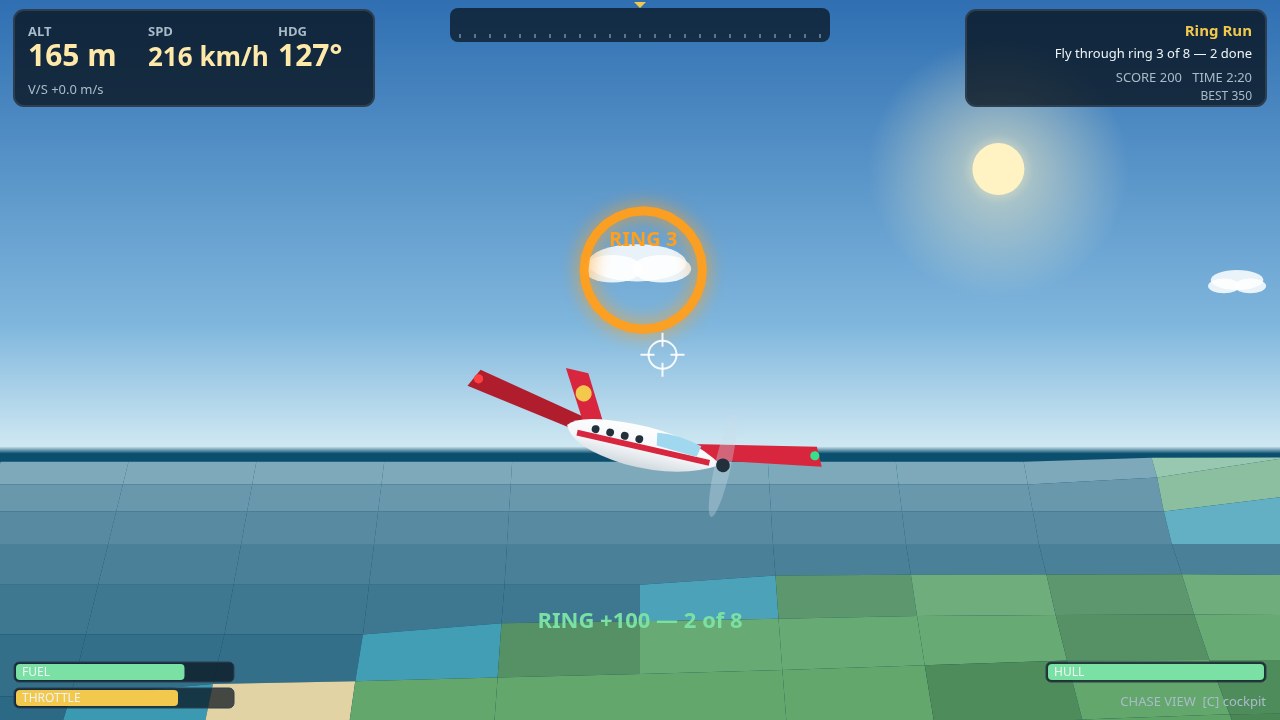 ALT SPD HDG
165 m 216 km/h 127°
V/S +0.0 m/s
Ring Run
Fly through ring 3 of 8 — 2 done
SCORE 200 TIME 2:20
BEST 350
RING 3
RING +100 — 2 of 8
FUEL
THROTTLE
HULL
CHASE VIEW [C] cockpit